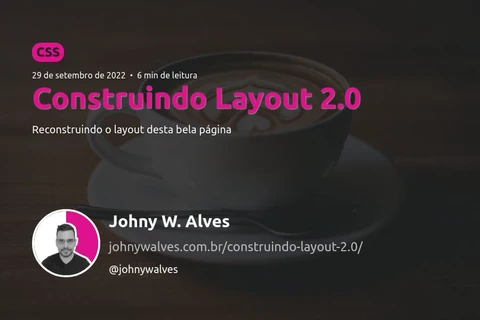 CSS
29 de setembro de 2022 • 6 min de leitura
Construindo Layout 2.0
Reconstruindo o layout desta bela página
Johny W. Alves
johnywalves.com.br/construindo-layout-2.0/
@johnywalves